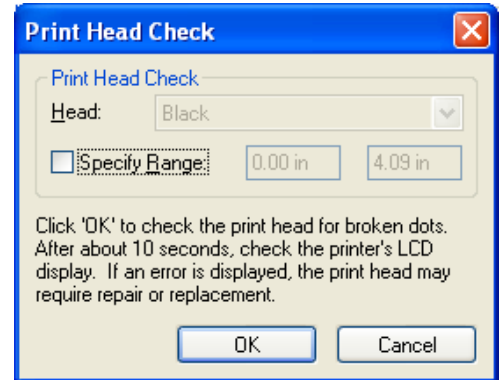 Print Head Check
Print Head Check
Head: Black
Specify Range: 0.00 in 4.09 in
Click 'OK' to check the print head for broken dots.
After about 10 seconds, check the printer's LCD
display. If an error is displayed, the print head may
require repair or replacement.
OK Cancel